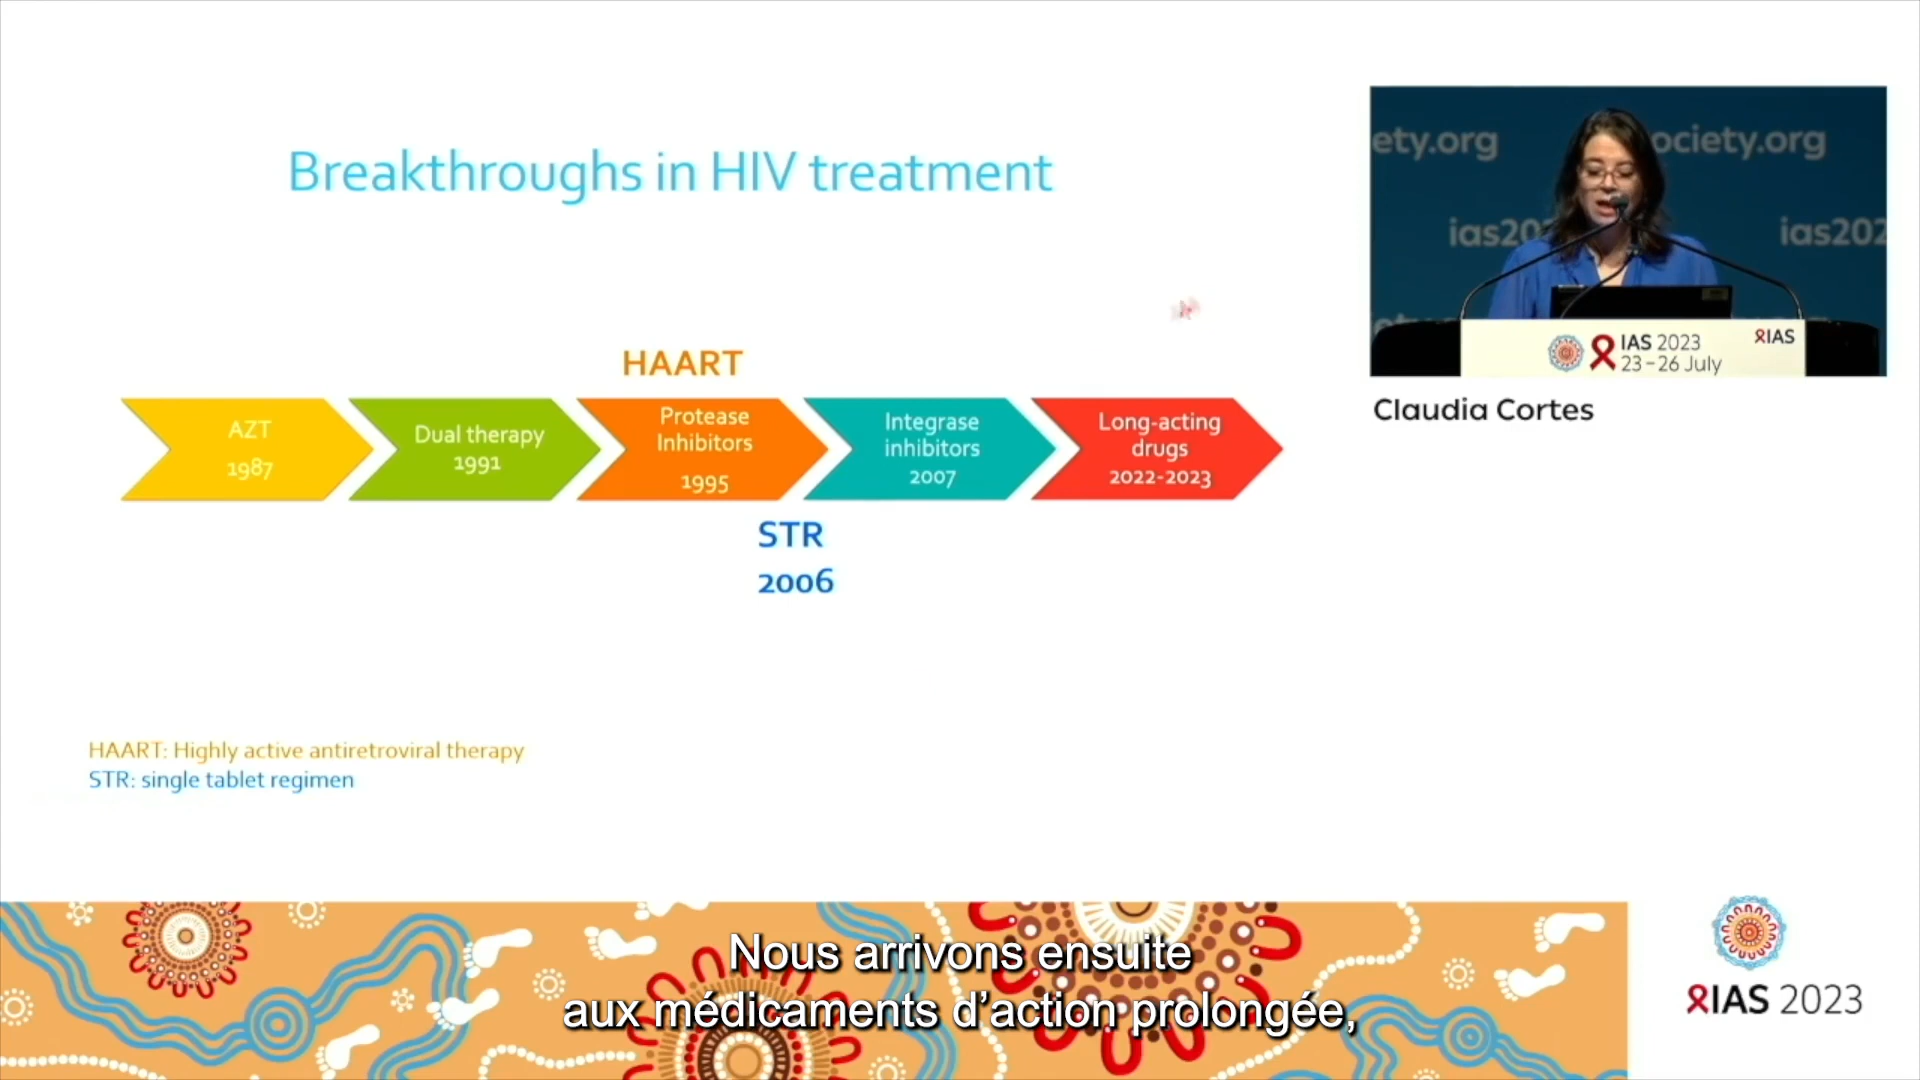 Breakthroughs in HIV treatment
HAART
AZT
1987
Dual therapy
1991
Protease
Inhibitors
1995
Integrase
inhibitors
2007
Long-acting
drugs
2022-2023
STR
2006
HAART: Highly active antiretroviral therapy
STR: single tablet regimen
ety.org
ociety.org
ias20
ias202
IAS 2023
23-26 July
IAS
Claudia Cortes
Nous arrivons ensuite
aux médicaments d’action prolongée,
IAS 2023